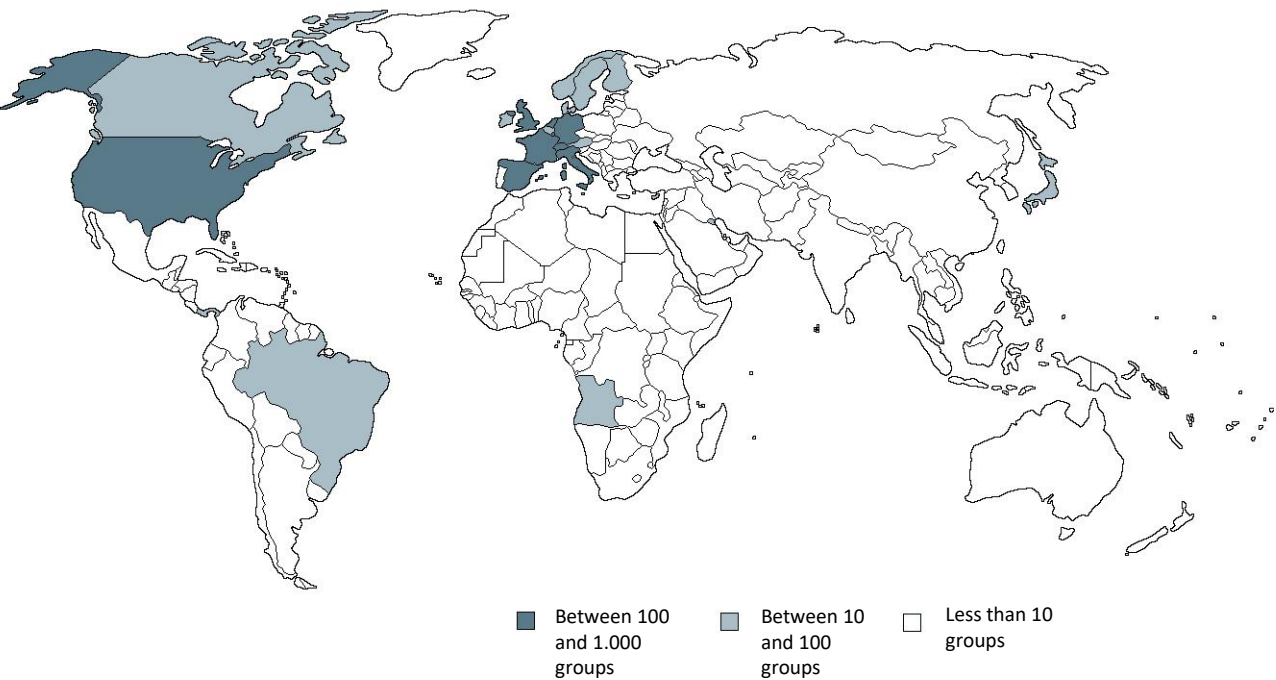 Between 100
and 1.000
groups
Between 10
and 100
groups
Less than 10
groups